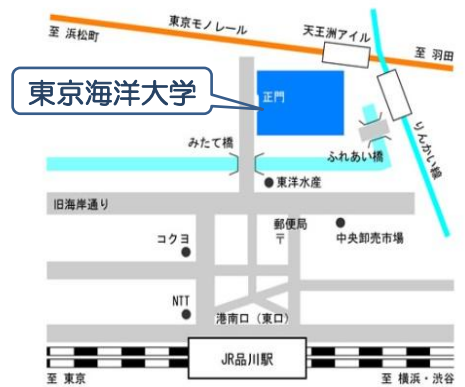 東京モノレール
天王洲アイル
至 浜松町
至 羽田
東京海洋大学
正門
みたて橋
ふれあい橋
りんかい線
東洋水産
旧海岸通り
郵便局
〒
コクヨ
中央卸売市場
NTT
港南口（東口）
JR品川駅
至 東京
至 横浜・渋谷